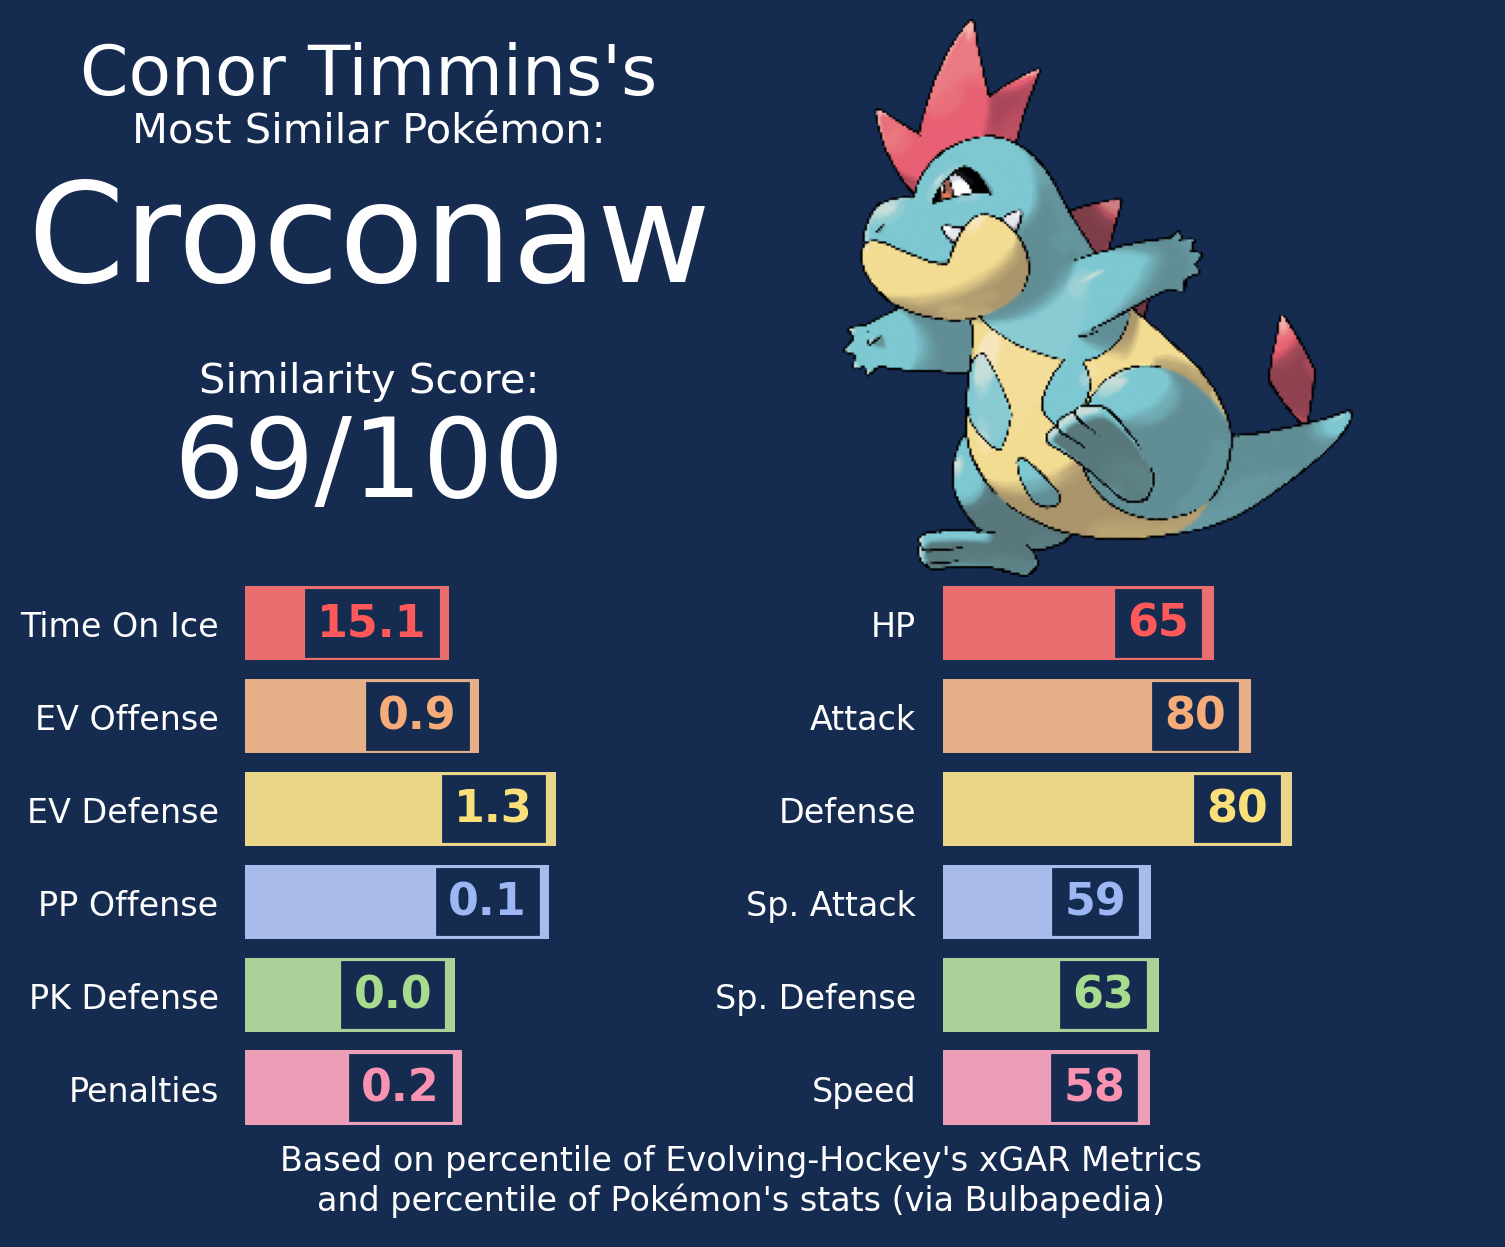 Conor Timmins's
Most Similar Pokémon:
Croconaw
Similarity Score:
69/100
Time On Ice 15.1
EV Offense 0.9
EV Defense 1.3
PP Offense 0.1
PK Defense 0.0
Penalties 0.2
HP 65
Attack 80
Defense 80
Sp. Attack 59
Sp. Defense 63
Speed 58
Based on percentile of Evolving-Hockey's xGAR Metrics
and percentile of Pokémon's stats (via Bulbapedia)